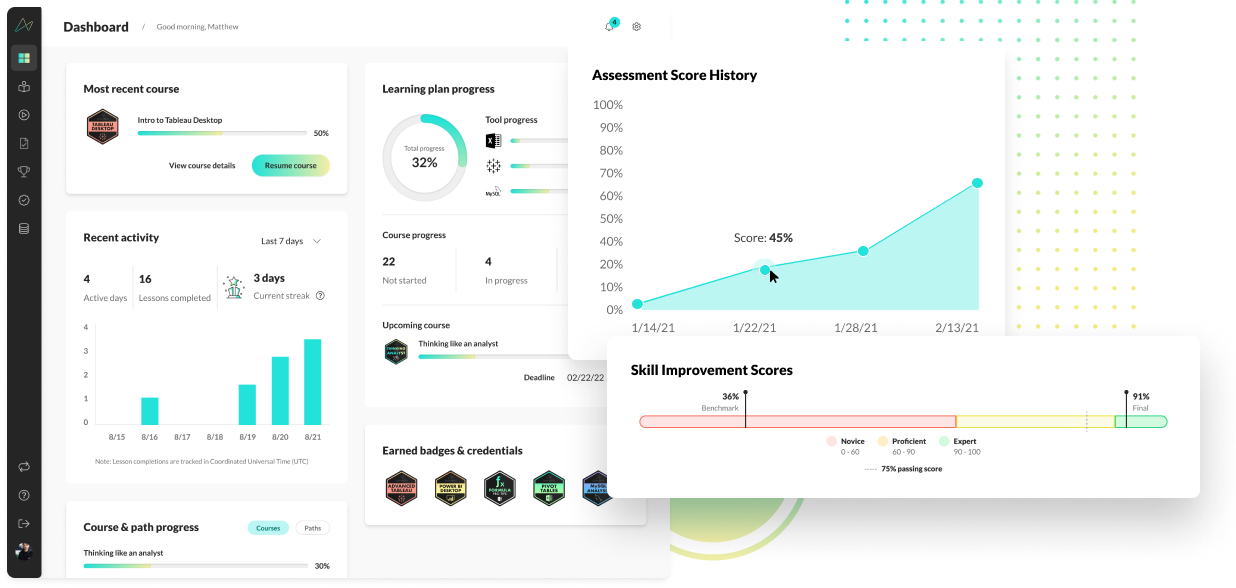 Dashboard / Good morning, Matthew
4
Most recent course
TABLEAU
DESKTOP
Intro to Tableau Desktop
50%
View course details
Resume course
Recent activity
Last 7 days
4
Active days
16
Lessons completed
3 days
Current streak
4
3
2
1
0
8/15 8/16 8/17 8/18 8/19 8/20 8/21
Note: Lesson completions are tracked in Coordinated Universal Time (UTC)
Course & path progress
Courses
Paths
Thinking like an analyst
30%
Learning plan progress
Total progress
32%
Tool progress
MySQL
Course progress
22
Not started
4
In progress
Upcoming course
THINKING
ANALYST
Thinking like an analyst
Deadline 02/22/22
Earned badges & credentials
ADVANCED
TABLEAU
POWER BI
DESKTOP
FORMULA
PIVOT
TABLES
MySQL
ANALYST
Assessment Score History
100%
90%
80%
70%
60%
50%
40%
20%
10%
0%
Score: 45%
1/14/21 1/22/21 1/28/21 2/13/21
Skill Improvement Scores
36%
Benchmark
91%
Final
Novice
0 - 60
Proficient
60 - 90
Expert
90 - 100
75% passing score